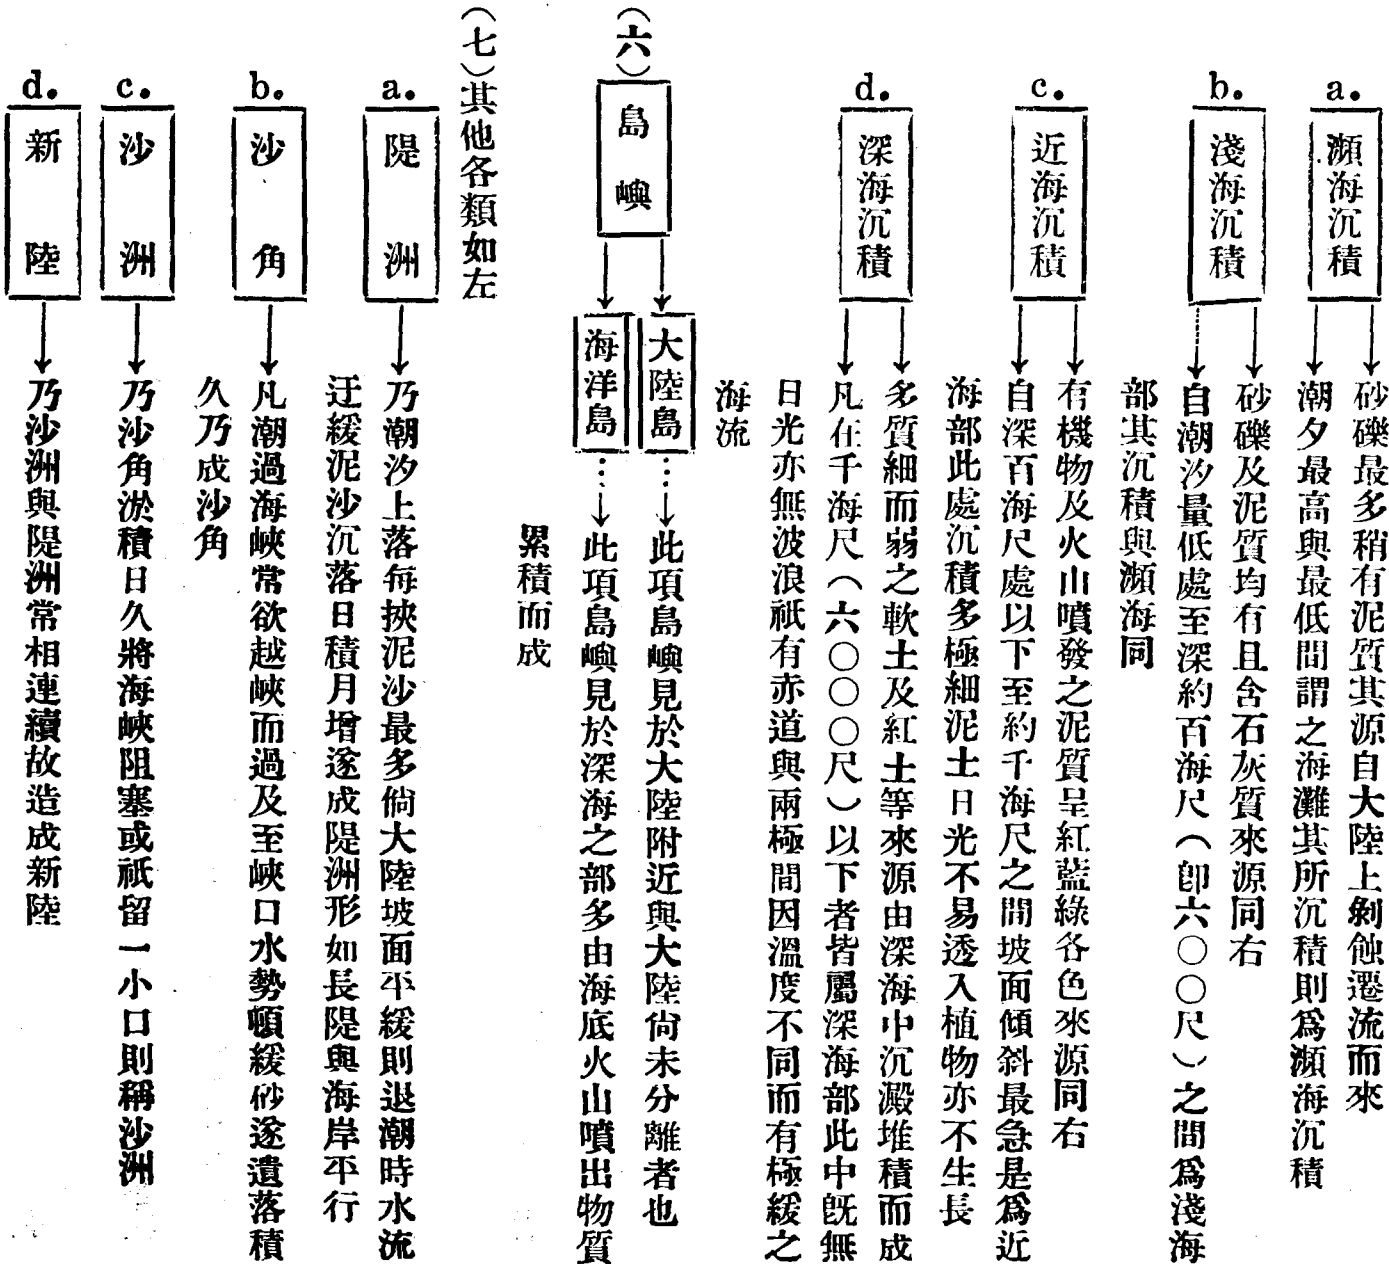 a.
瀕海沉積
砂礫最多稍有泥質其源自大陸上剝蝕遷流而來
潮夕最高與最低間謂之海灘其所沉積則爲瀕海沉積
b.
淺海沉積
砂礫及泥質均有且含石灰質來源同右
自潮汐量低處至深約百海尺（卽六〇〇尺）之間爲淺海
部其沉積與瀕海同
c.
近海沉積
有機物及火山噴發之泥質呈紅藍綠各色來源同右
自深百海尺處以下至約千海尺之間坡面傾斜最急是爲近
海部此處沉積多極細泥土日光不易透入植物亦不生長
d.
深海沉積
多質細而弱之軟土及紅土等來源由深海中沉澱堆積而成
凡在千海尺（六〇〇〇尺）以下者皆屬深海部此中旣無
日光亦無波浪祇有赤道與兩極間因溫度不同而有極緩之
海流
（六）
島嶼
大陸島
此項島嶼見於大陸附近與大陸尙未分離者也
海洋島
此項島嶼見於深海之部多由海底火山噴出物質
累積而成
（七）其他各類如左
a.
隄洲
乃潮汐上落每挾泥沙最多倘大陸坡面平緩則退潮時水流
迂緩泥沙沉落日積月增遂成隄洲形如長隄與海岸平行
b.
沙角
凡潮過海峽常欲越峽而過及至峽口水勢頓緩砂遂遺落積
久乃成沙角
c.
沙洲
乃沙角淤積日久將海峽阻塞或祇留一小口則稱沙洲
d.
新陸
乃沙洲與隄洲常相連續故造成新陸